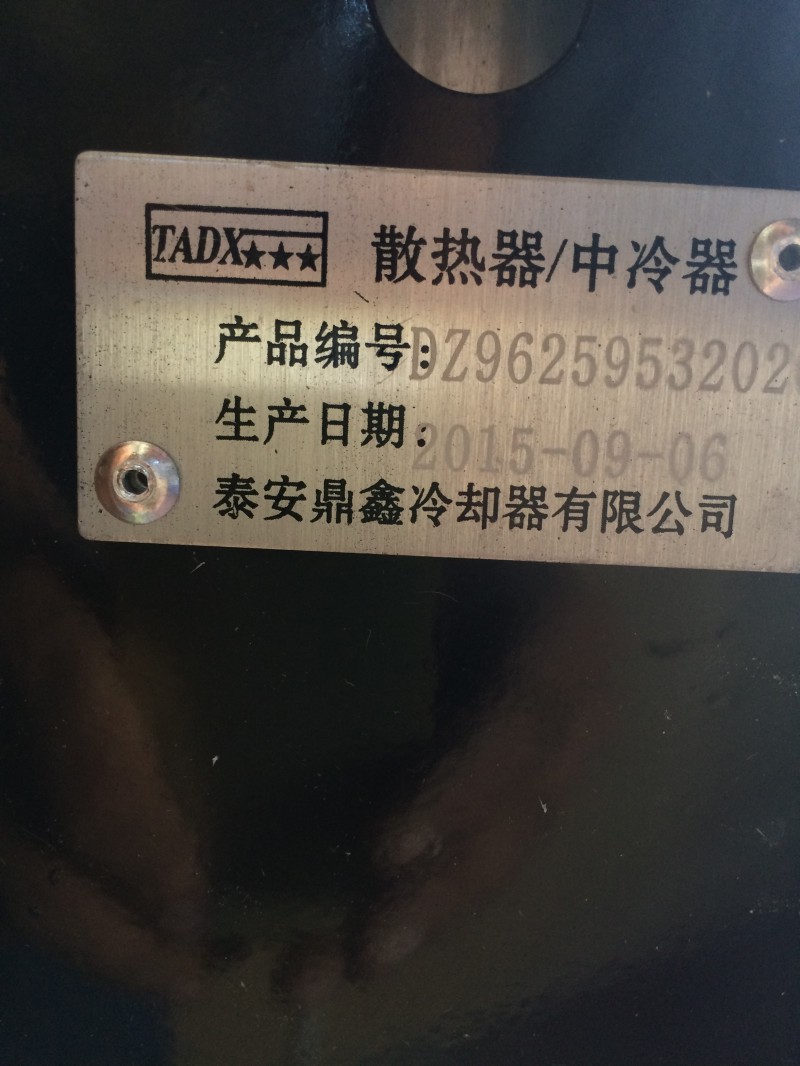 TADX★★★ 散热器/中冷器
产品编号:DZ9625953202
生产日期:2015-09-06
泰安鼎鑫冷却器有限公司